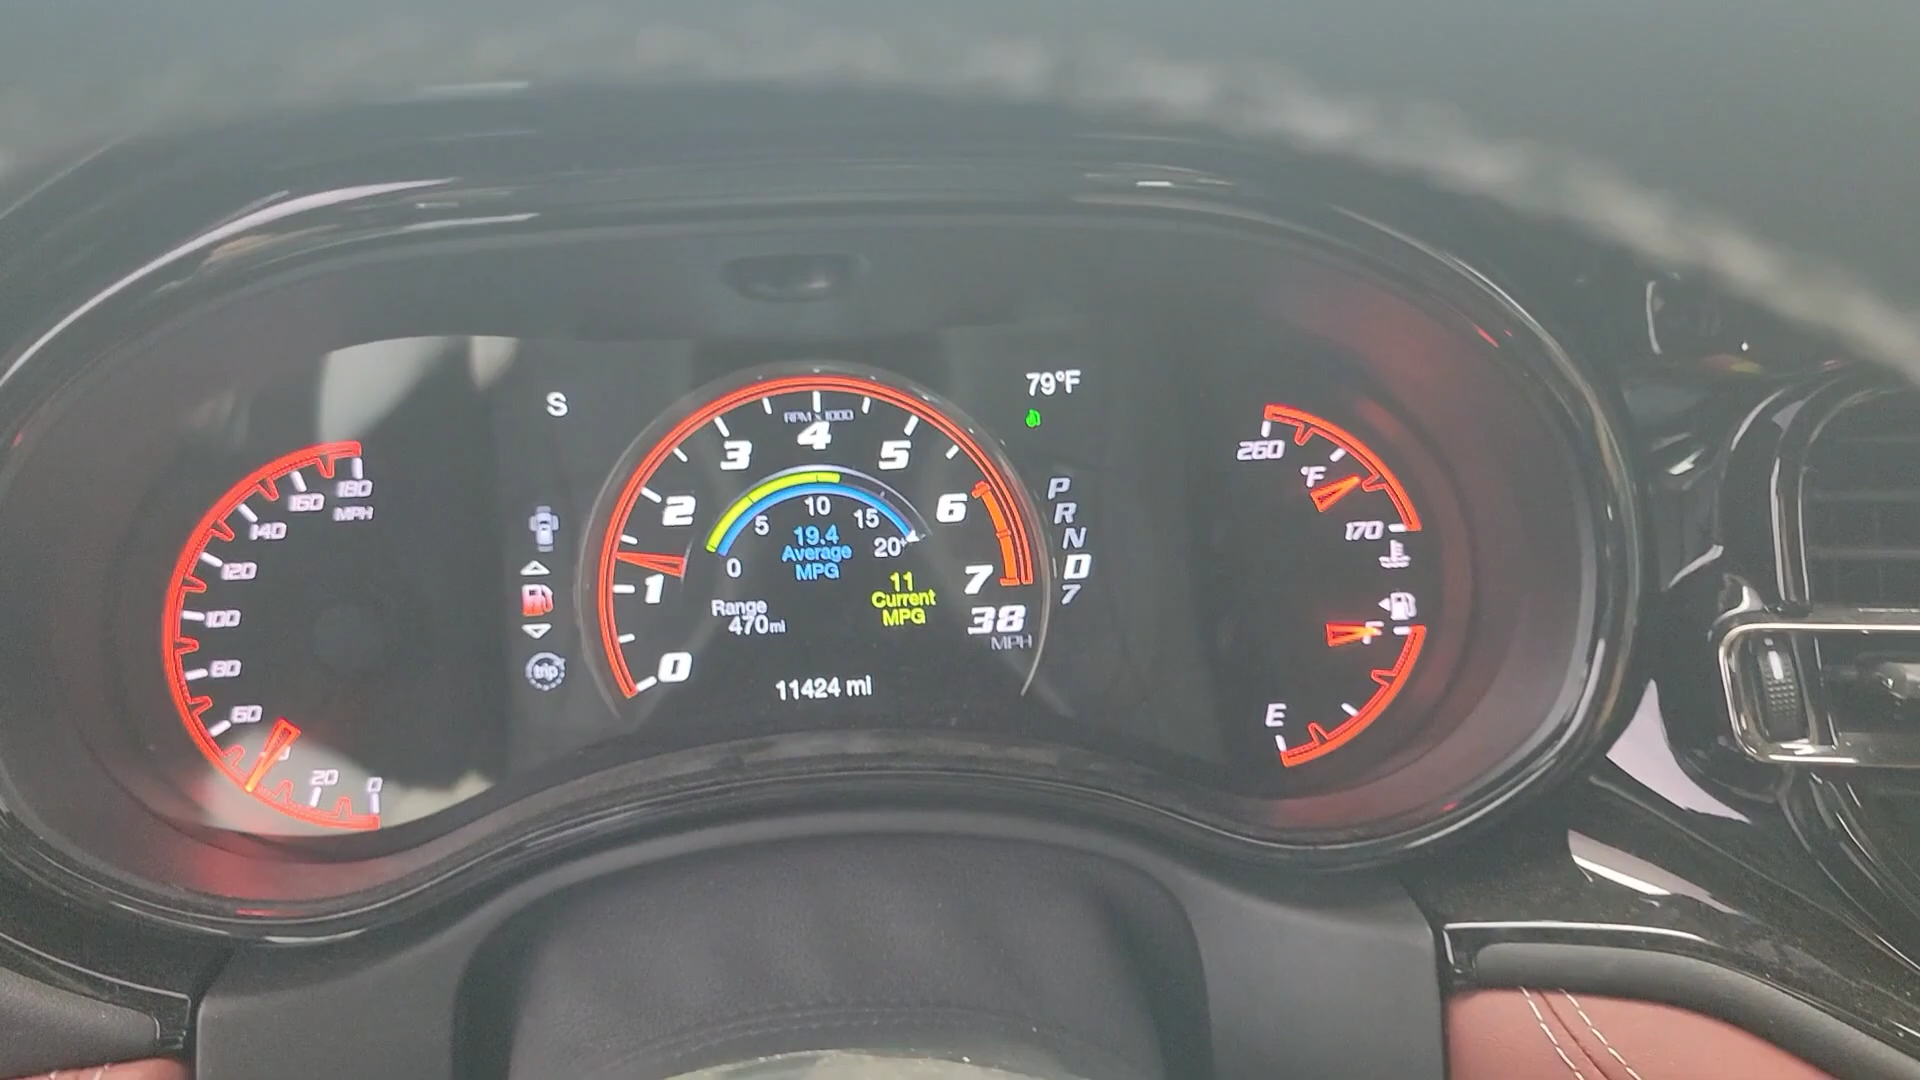 S
79°F
180
160
MPH
140
120
100
80
60
20
0
RPM x 1000
0
1
2
3
4
5
6
7
0
5
10
15
20+
19.4
Average
MPG
11
Current
MPG
Range
470mi
38
MPH
11424 mi
trip
P
R
N
D
7
260
°F
170
F
E